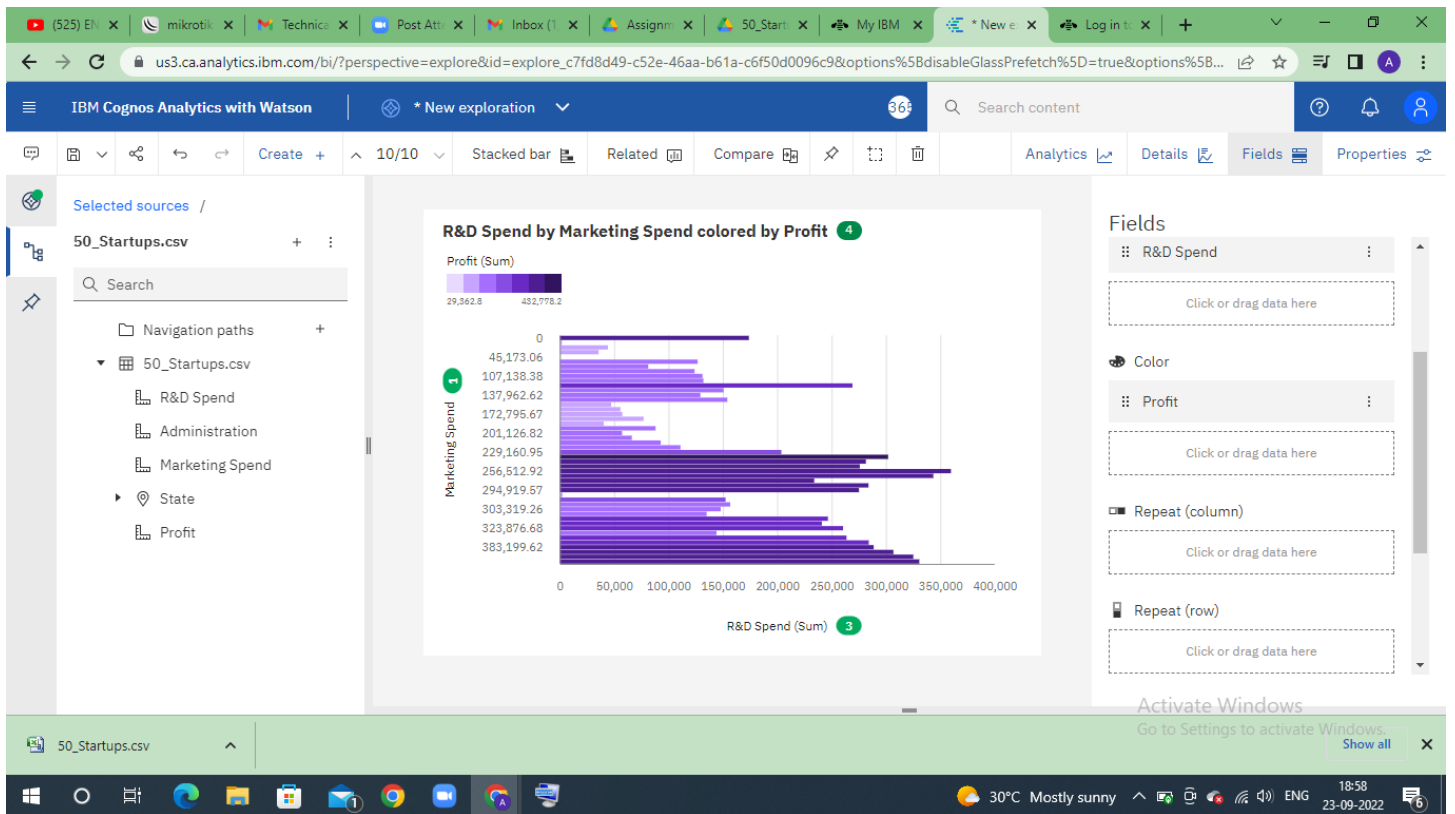 (525) EN
mikrotik
Technica
Post Atte
Inbox (1
Assignm
50_Start
My IBM
* New e
Log in to
us3.ca.analytics.ibm.com/bi/?perspective=explore&id=explore_c7fd8d49-c52e-46aa-b61a-c6f50d0096c9&options%5BdisableGlassPrefetch%5D=true&options%5B...
A
IBM Cognos Analytics with Watson
* New exploration
365
Search content
Create +
10/10
Stacked bar
Related
Compare
Analytics
Details
Fields
Properties
Selected sources /
50_Startups.csv
Search
Navigation paths
50_Startups.csv
R&D Spend
Administration
Marketing Spend
State
Profit
R&D Spend by Marketing Spend colored by Profit 4
Profit (Sum)
29,362.8 432,778.2
Marketing Spend 1
0
45,173.06
107,138.38
137,962.62
172,795.67
201,126.82
229,160.95
266,512.92
294,919.57
303,319.26
323,876.68
383,199.62
0 50,000 100,000 150,000 200,000 250,000 300,000 350,000 400,000
R&D Spend (Sum) 3
Fields
R&D Spend
Click or drag data here
Color
Profit
Click or drag data here
Repeat (column)
Click or drag data here
Repeat (row)
Click or drag data here
Activate Windows
Go to Settings to activate Windows.
50_Startups.csv
Show all
1
A
30°C Mostly sunny
ENG
18:58
23-09-2022
6